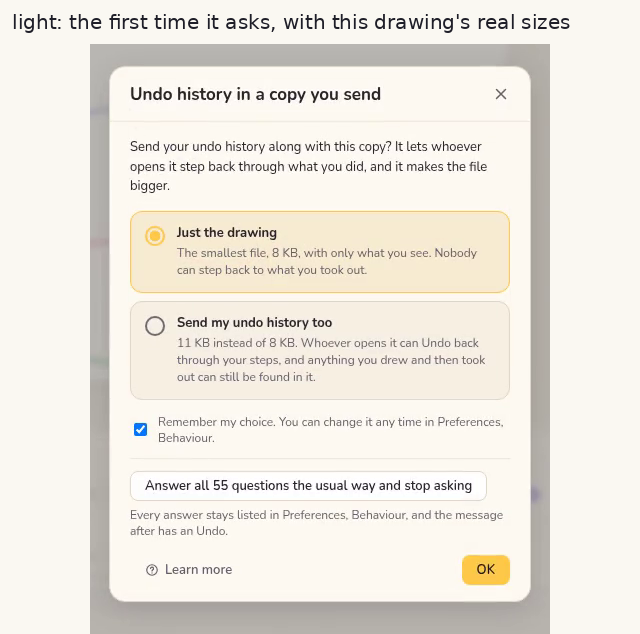 light: the first time it asks, with this drawing's real sizes
Undo history in a copy you send
Send your undo history along with this copy? It lets whoever
opens it step back through what you did, and it makes the file
bigger.
Just the drawing
The smallest file, 8 KB, with only what you see. Nobody
can step back to what you took out.
Send my undo history too
11 KB instead of 8 KB. Whoever opens it can Undo back
through your steps, and anything you drew and then took
out can still be found in it.
Remember my choice. You can change it any time in Preferences,
Behaviour.
Answer all 55 questions the usual way and stop asking
Every answer stays listed in Preferences, Behaviour, and the message
after has an Undo.
Learn more
OK